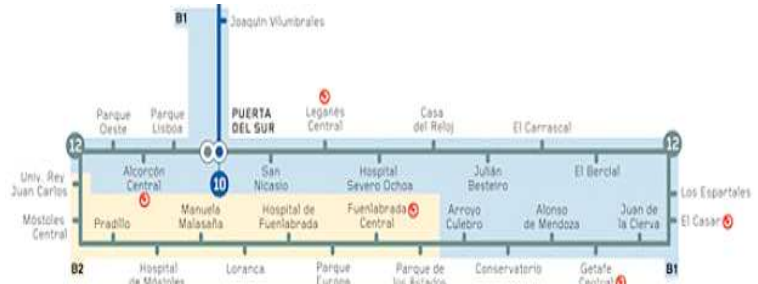 B1
Joaquín Vilumbrales
Parque
Oeste
Parque
Lisboa
PUERTA
DEL SUR
Leganés
Central
Casa
del Reloj
El Carrascal
12
12
Alcorcón
Central
10
San
Nicasio
Hospital
Severo Ochoa
Julián
Besteiro
El Bercial
Univ. Rey
Juan Carlos
Los Espartales
Móstoles
Central
Pradillo
Manuela
Malasaña
Hospital de
Fuenlabrada
Fuenlabrada
Central
Arroyo
Culebro
Alonso
de Mendoza
Juan de
la Cierva
El Casar
B2
Hospital
de Móstoles
Loranca
Parque
Europa
Parque de
los Estados
Conservatorio
Getafe
Central
B1